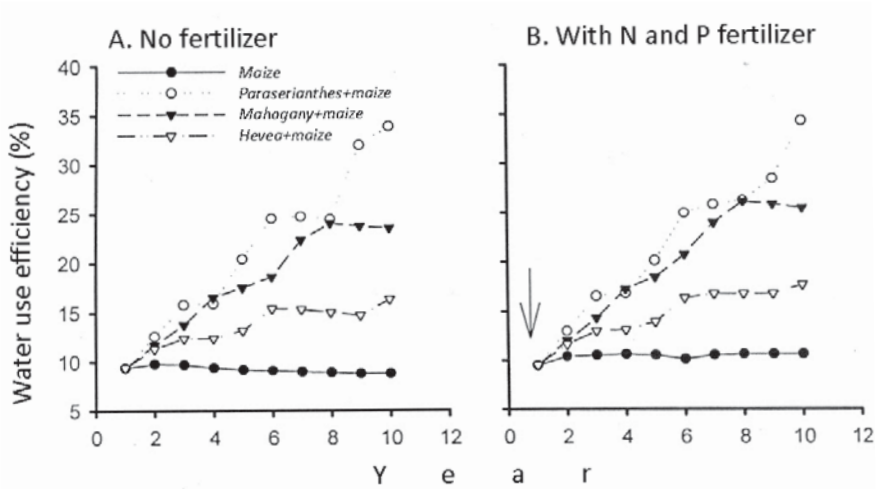 A. No fertilizer
B. With N and P fertilizer
Maize
Paraserianthes+maize
Mahogany+maize
Hevea+maize
Water use efficiency (%)
40
35
30
25
20
15
10
5
0 2 4 6 8 10 12
0 2 4 6 8 10 12
Y e a r